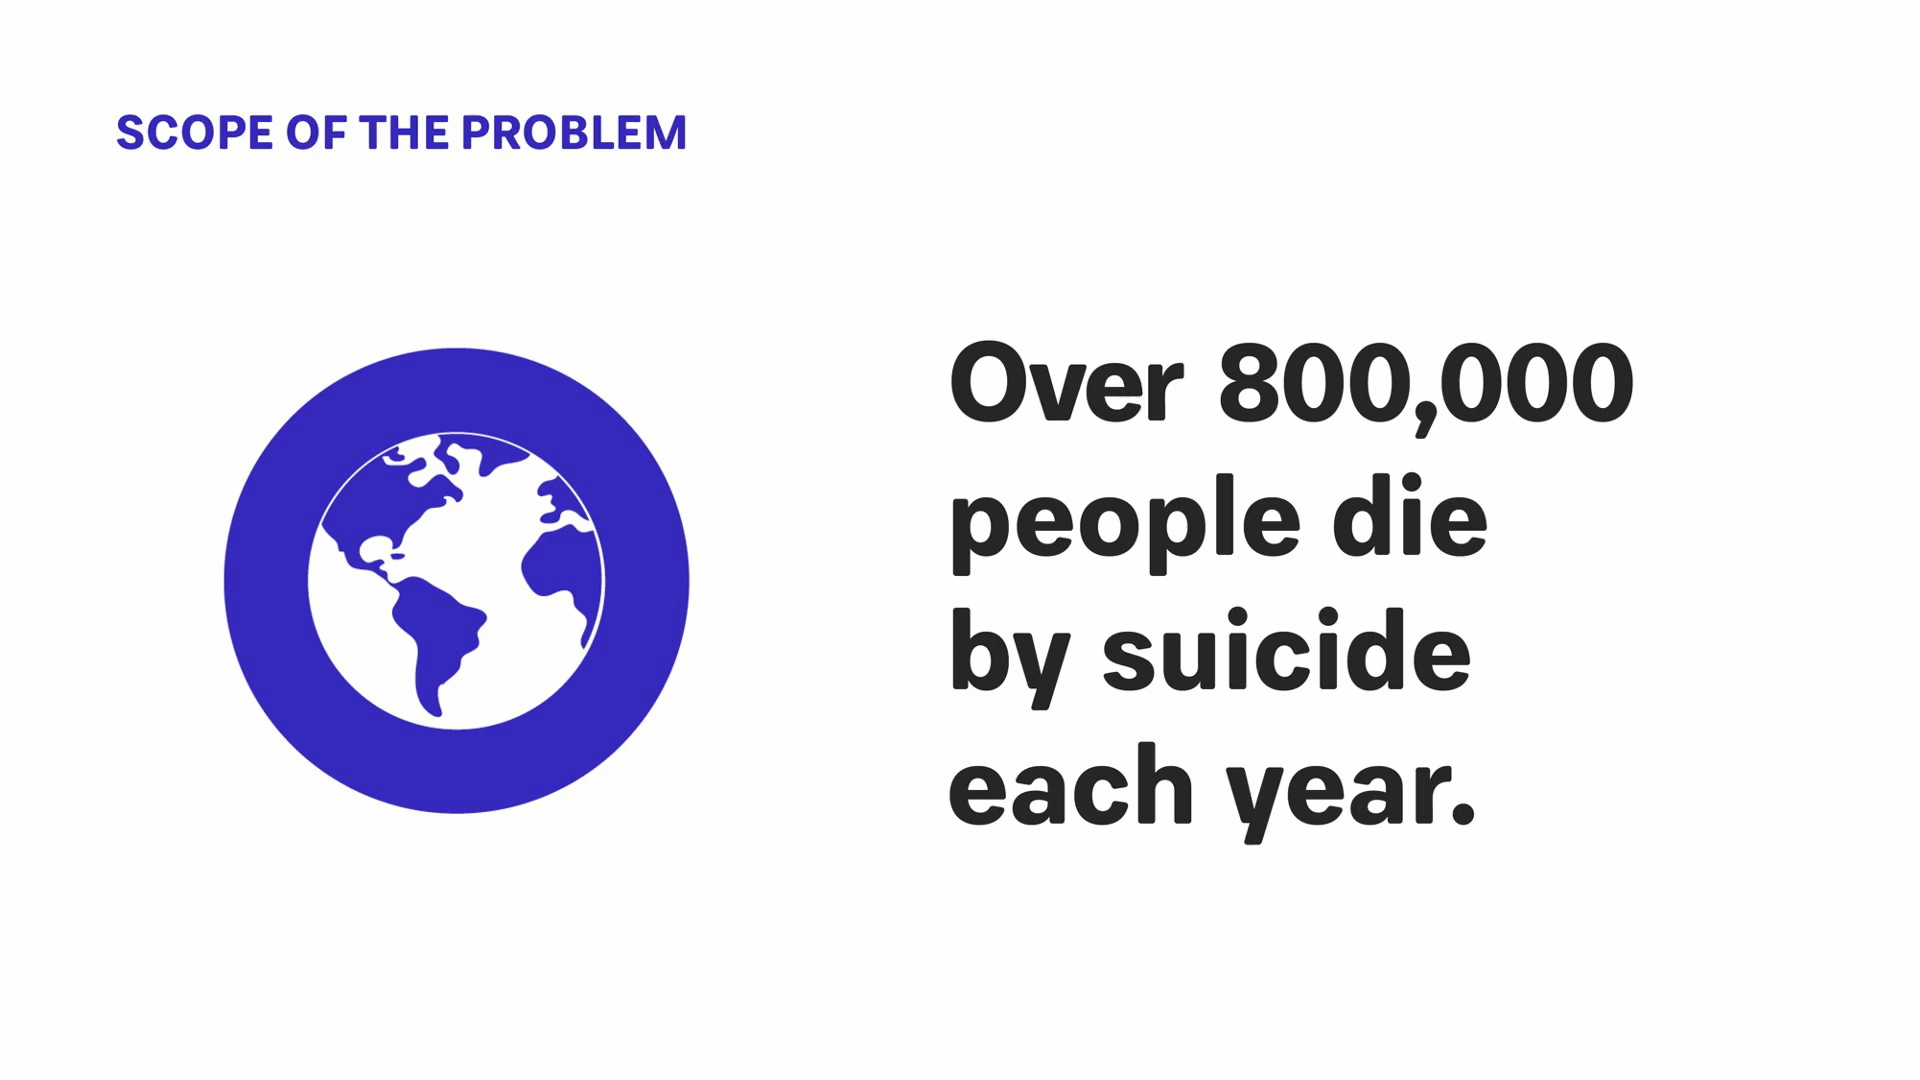 SCOPE OF THE PROBLEM
Over 800,000
people die
by suicide
each year.